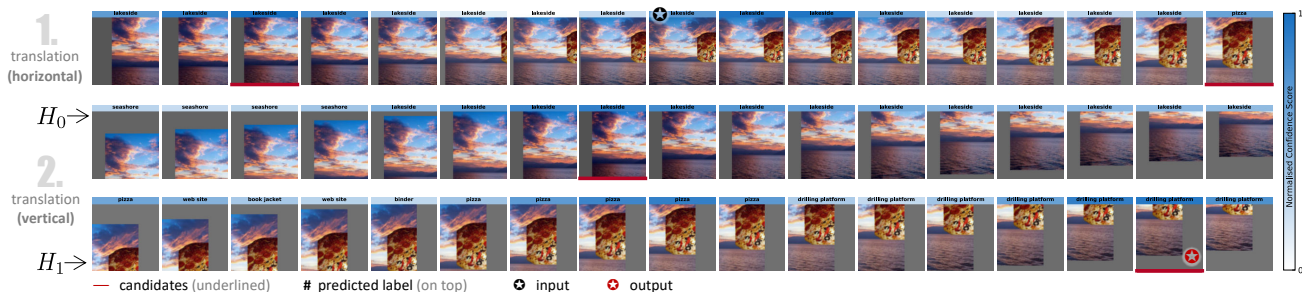 1.
translation
(horizontal)
lakeside lakeside lakeside lakeside lakeside lakeside lakeside lakeside lakeside lakeside lakeside lakeside lakeside lakeside lakeside lakeside pizza
H0→
seashore seashore seashore seashore lakeside lakeside lakeside lakeside lakeside lakeside lakeside lakeside lakeside lakeside lakeside lakeside lakeside
2.
translation
(vertical)
pizza web site book jacket web site binder pizza pizza pizza pizza pizza drilling platform drilling platform drilling platform drilling platform drilling platform drilling platform drilling platform
H1→
— candidates (underlined) # predicted label (on top) input output
1
Normalised Confidence Score
0